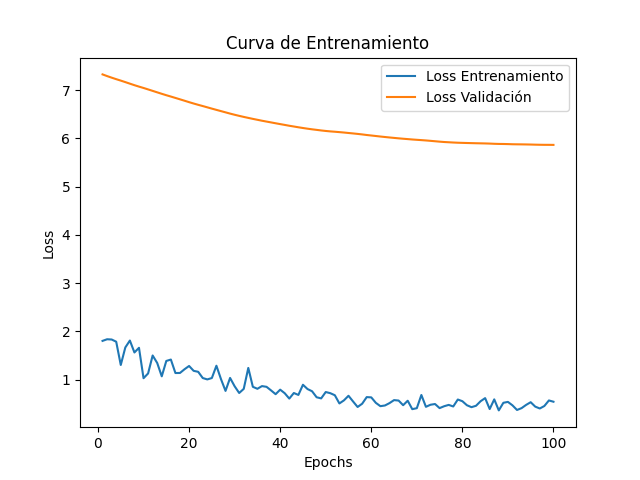 Curva de Entrenamiento
Loss Entrenamiento
Loss Validación
7
6
5
4
3
2
1
Loss
0
20
40
60
80
100
Epochs